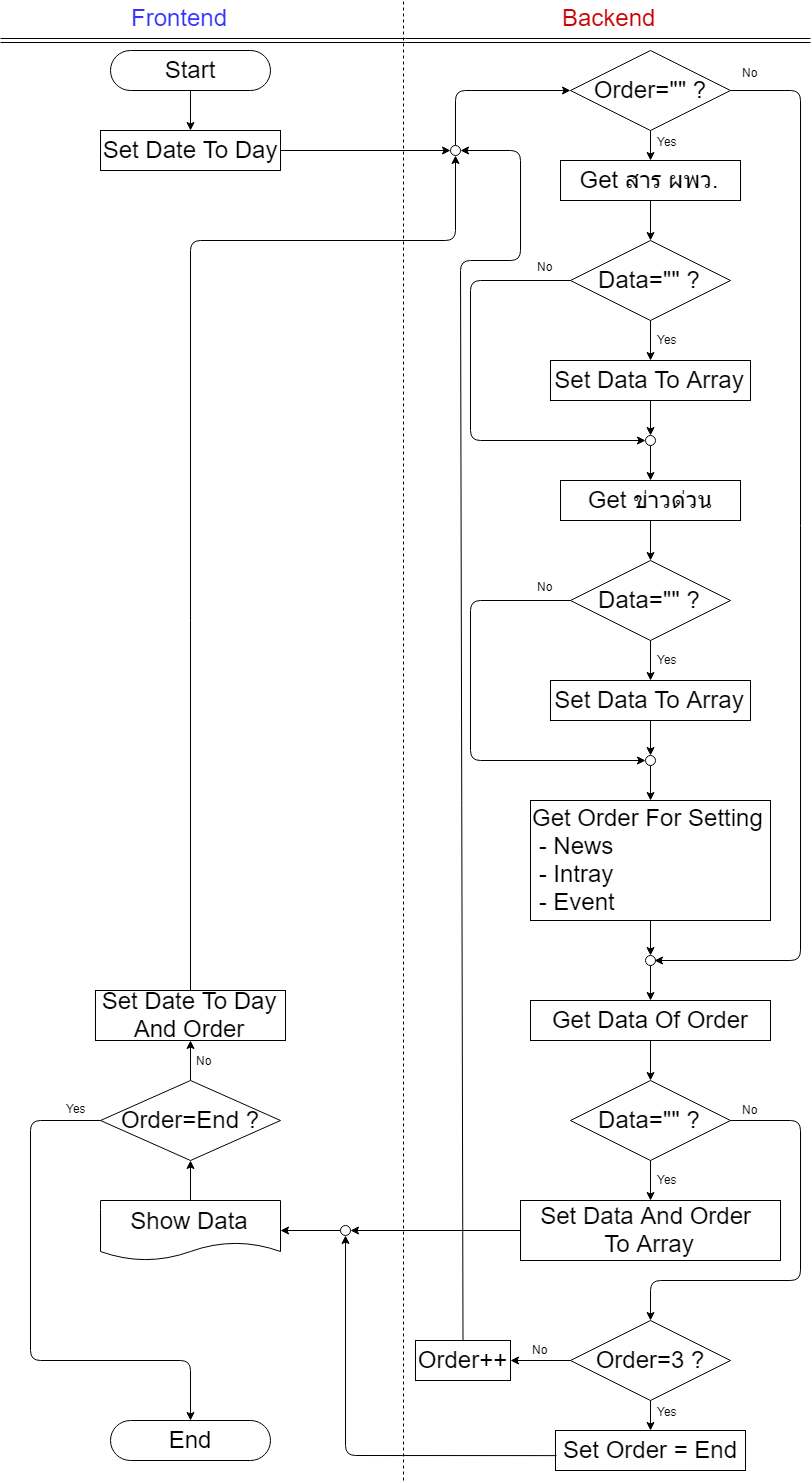 Frontend
Backend
Start
Set Date To Day
Order="" ?
No
Yes
Get สาร ผพว.
Data="" ?
No
Yes
Set Data To Array
Get ข่าวด่วน
Data="" ?
No
Yes
Set Data To Array
Get Order For Setting
- News
- Intray
- Event
Get Data Of Order
Data="" ?
No
Yes
Set Data And Order
To Array
Order=3 ?
No
Yes
Order++
Set Order = End
Show Data
Order=End ?
No
Yes
Set Date To Day
And Order
End